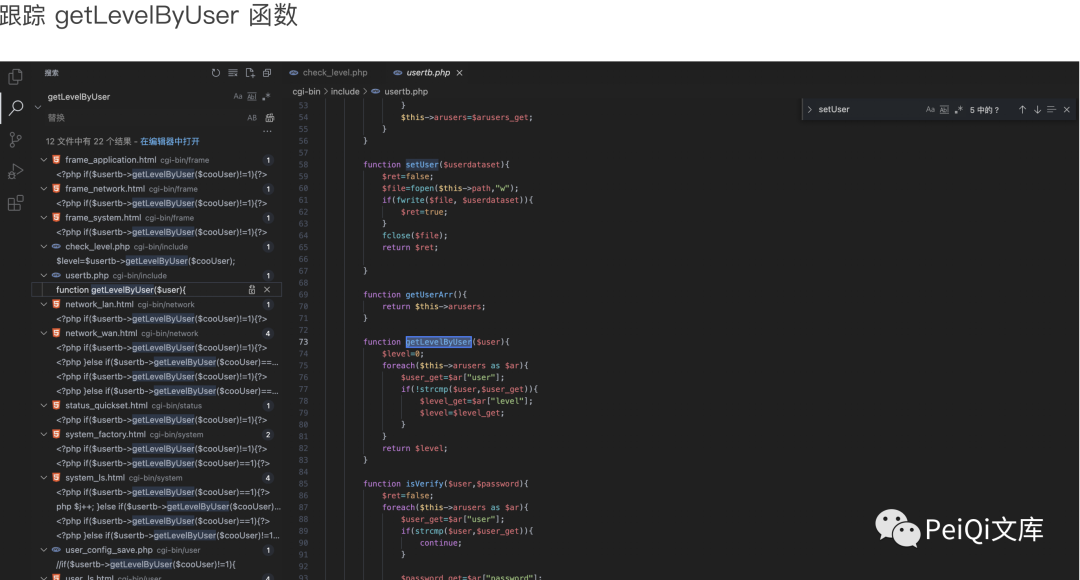 跟踪 getLevelByUser 函数
搜索
getLevelByUser
Aa
替换
AB
12 文件中有 22 个结果 - 在编辑器中打开
frame_application.html cgi-bin/frame 1
<?php if($usertb->getLevelByUser($cooUser)!=1){?>
frame_network.html cgi-bin/frame 1
<?php if($usertb->getLevelByUser($cooUser)!=1){?>
frame_system.html cgi-bin/frame 1
<?php if($usertb->getLevelByUser($cooUser)!=1){?>
check_level.php cgi-bin/include 1
$level=$usertb->getLevelByUser($cooUser);
usertb.php cgi-bin/include 1
function getLevelByUser($user){
network_lan.html cgi-bin/network 1
<?php if($usertb->getLevelByUser($cooUser)!=1){?>
network_wan.html cgi-bin/network 4
<?php if($usertb->getLevelByUser($cooUser)!=1){?>
<?php }else if($usertb->getLevelByUser($cooUser)==...
<?php if($usertb->getLevelByUser($cooUser)!=1){?>
<?php }else if($usertb->getLevelByUser($cooUser)==...
status_quickset.html cgi-bin/status 1
<?php if($usertb->getLevelByUser($cooUser)!=1){?>
system_factory.html cgi-bin/system 2
<?php if($usertb->getLevelByUser($cooUser)!=1){?>
<?php if($usertb->getLevelByUser($cooUser)==1){?>
system_ls.html cgi-bin/system 4
<?php if($usertb->getLevelByUser($cooUser)==1){?>
php $j++; }else if($usertb->getLevelByUser($cooUser)...
<?php if($usertb->getLevelByUser($cooUser)==1){?>
<?php }else if($usertb->getLevelByUser($cooUser)!=1...
user_config_save.php cgi-bin/user 1
//if($usertb->getLevelByUser($cooUser)!=1){
user_ls.html cgi-bin/user 4
check_level.php
usertb.php
cgi-bin > include > usertb.php
setUser
Aa
5 中的 ?
53 }
54 $this->arusers=$arusers_get;
55 }
56 }
57
58 function setUser($userdataset){
59 $ret=false;
60 $file=fopen($this->path,"w");
61 if(fwrite($file, $userdataset)){
62 $ret=true;
63 }
64 fclose($file);
65 return $ret;
66
67 }
68
69 function getUserArr(){
70 return $this->arusers;
71 }
72
73 function getLevelByUser($user){
74 $level=0;
75 foreach($this->arusers as $ar){
76 $user_get=$ar["user"];
77 if(!strcmp($user,$user_get)){
78 $level_get=$ar["level"];
79 $level=$level_get;
80 }
81 }
82 return $level;
83 }
84
85 function isVerify($user,$password){
86 $ret=false;
87 foreach($this->arusers as $ar){
88 $user_get=$ar["user"];
89 if(strcmp($user,$user_get)){
90 continue;
91 }
92
93 $password_get=$ar["password"];
PeiQi文库